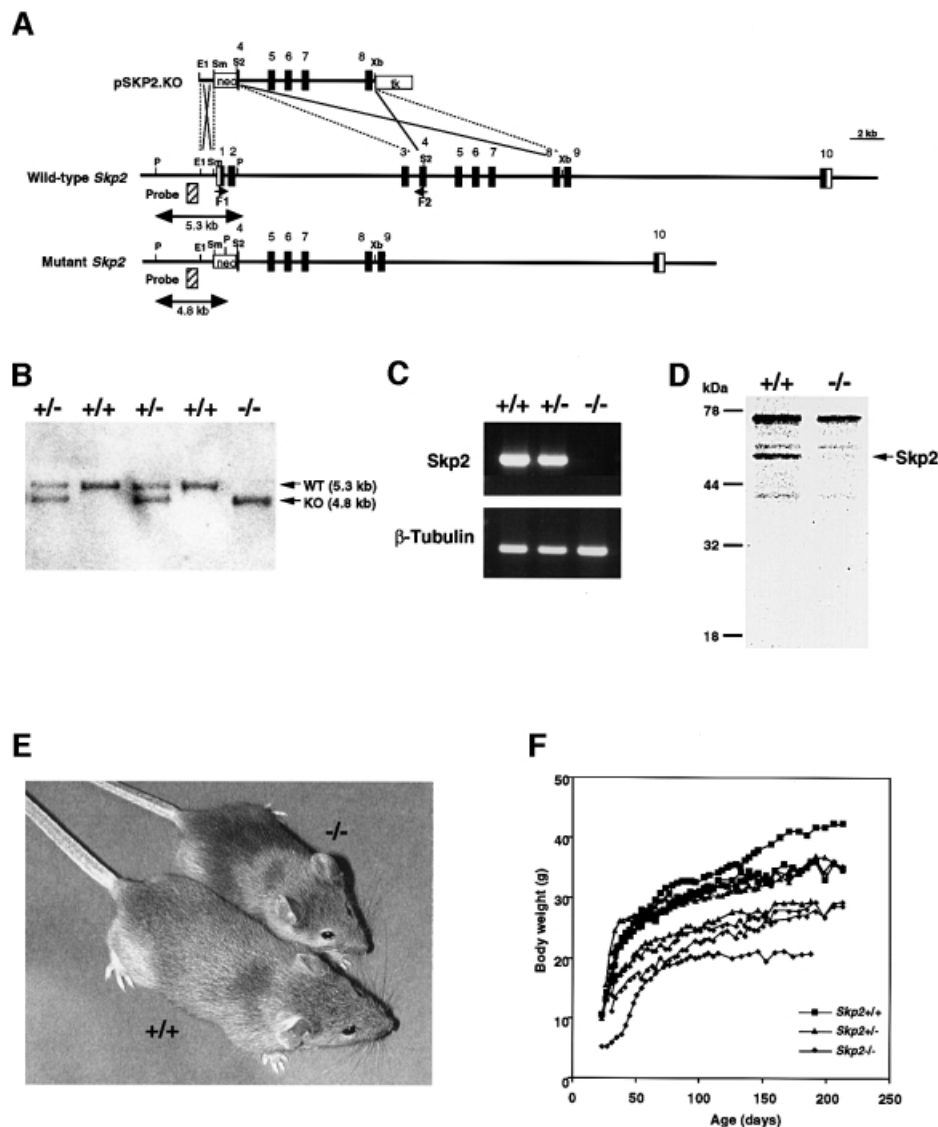 A
4
E1 Sm S2 5 6 7 8 Xb
pSKP2.KO neo tk
2 kb
4
P E1 Sm 1 2 P 3 S2 5 6 7 8 Xb 9 10
Wild-type Skp2
Probe F1 F2
5.3 kb
4
P E1 Sm P S2 5 6 7 8 Xb 9 10
Mutant Skp2 neo
Probe
4.8 kb
B
+/- +/+ +/- +/+ -/-
WT (5.3 kb)
KO (4.8 kb)
C
+/+ +/- -/-
Skp2
β-Tubulin
D
kDa +/+ -/-
78
Skp2
44
32
18
E
-/-
+/+
F
50
40
30
20
10
0
Body weight (g)
Skp2+/+
Skp2+/-
Skp2-/-
0 50 100 150 200 250
Age (days)